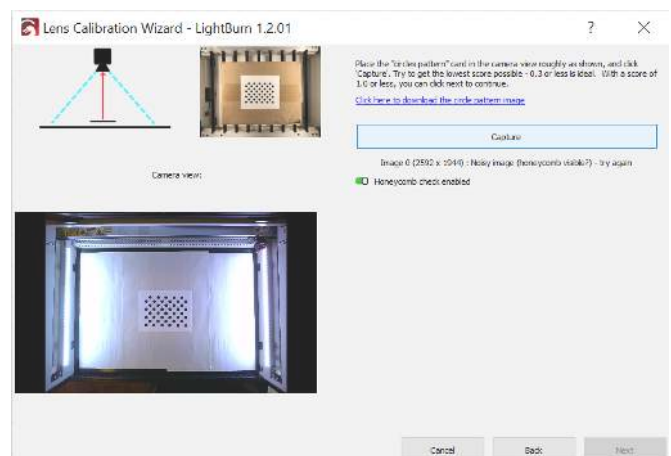 Lens Calibration Wizard - LightBurn 1.2.01
?
Place the "circles pattern" card in the camera view roughly as shown, and click
'Capture'. Try to get the lowest score possible - 0.3 or less is ideal. With a score of
1.0 or less, you can click next to continue.
Click here to download the circle pattern image
Capture
Image 0 (2592 x 1944) : Noisy image (honeycomb visible?) - try again
Camera view:
Honeycomb check enabled
Cancel
Back
Next